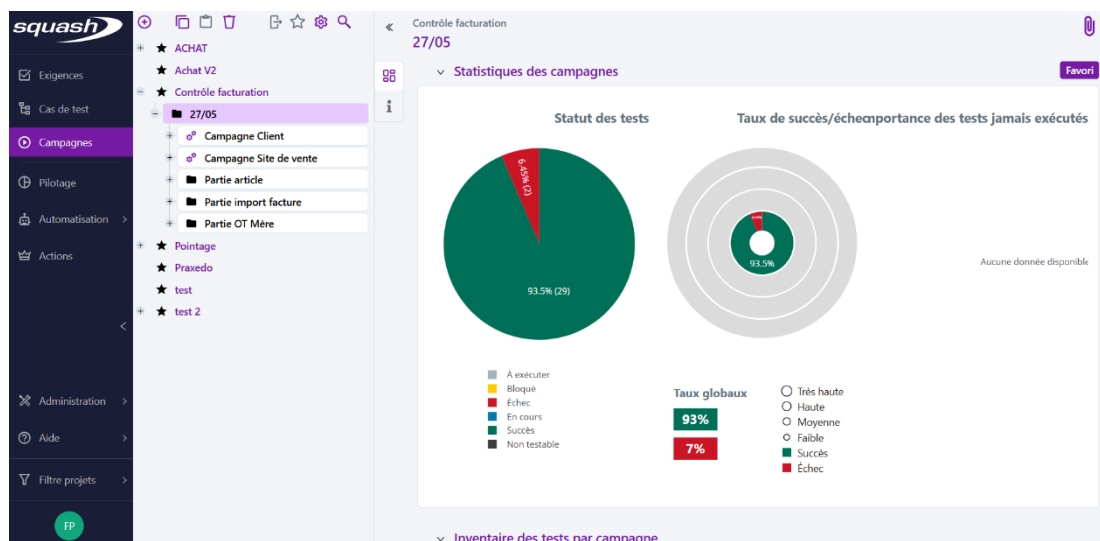 squash
Exigences
Cas de test
Campagnes
Pilotage
Automatisation
Actions
Administration
Aide
Filtre projets
FP
ACHAT
Achat V2
Contrôle facturation
27/05
Campagne Client
Campagne Site de vente
Partie article
Partie import facture
Partie OT Mère
Pointage
Praxedo
test
test 2
Contrôle facturation
27/05
Statistiques des campagnes
Favori
Statut des tests
6.45% (2)
93.5% (29)
À exécuter
Bloqué
Échec
En cours
Succès
Non testable
Taux de succès/échec
mportance des tests jamais exécutés
93.5%
Aucune donnée disponible
Taux globaux
93%
7%
Très haute
Haute
Moyenne
Faible
Succès
Échec
Inventaire des tests par campagne